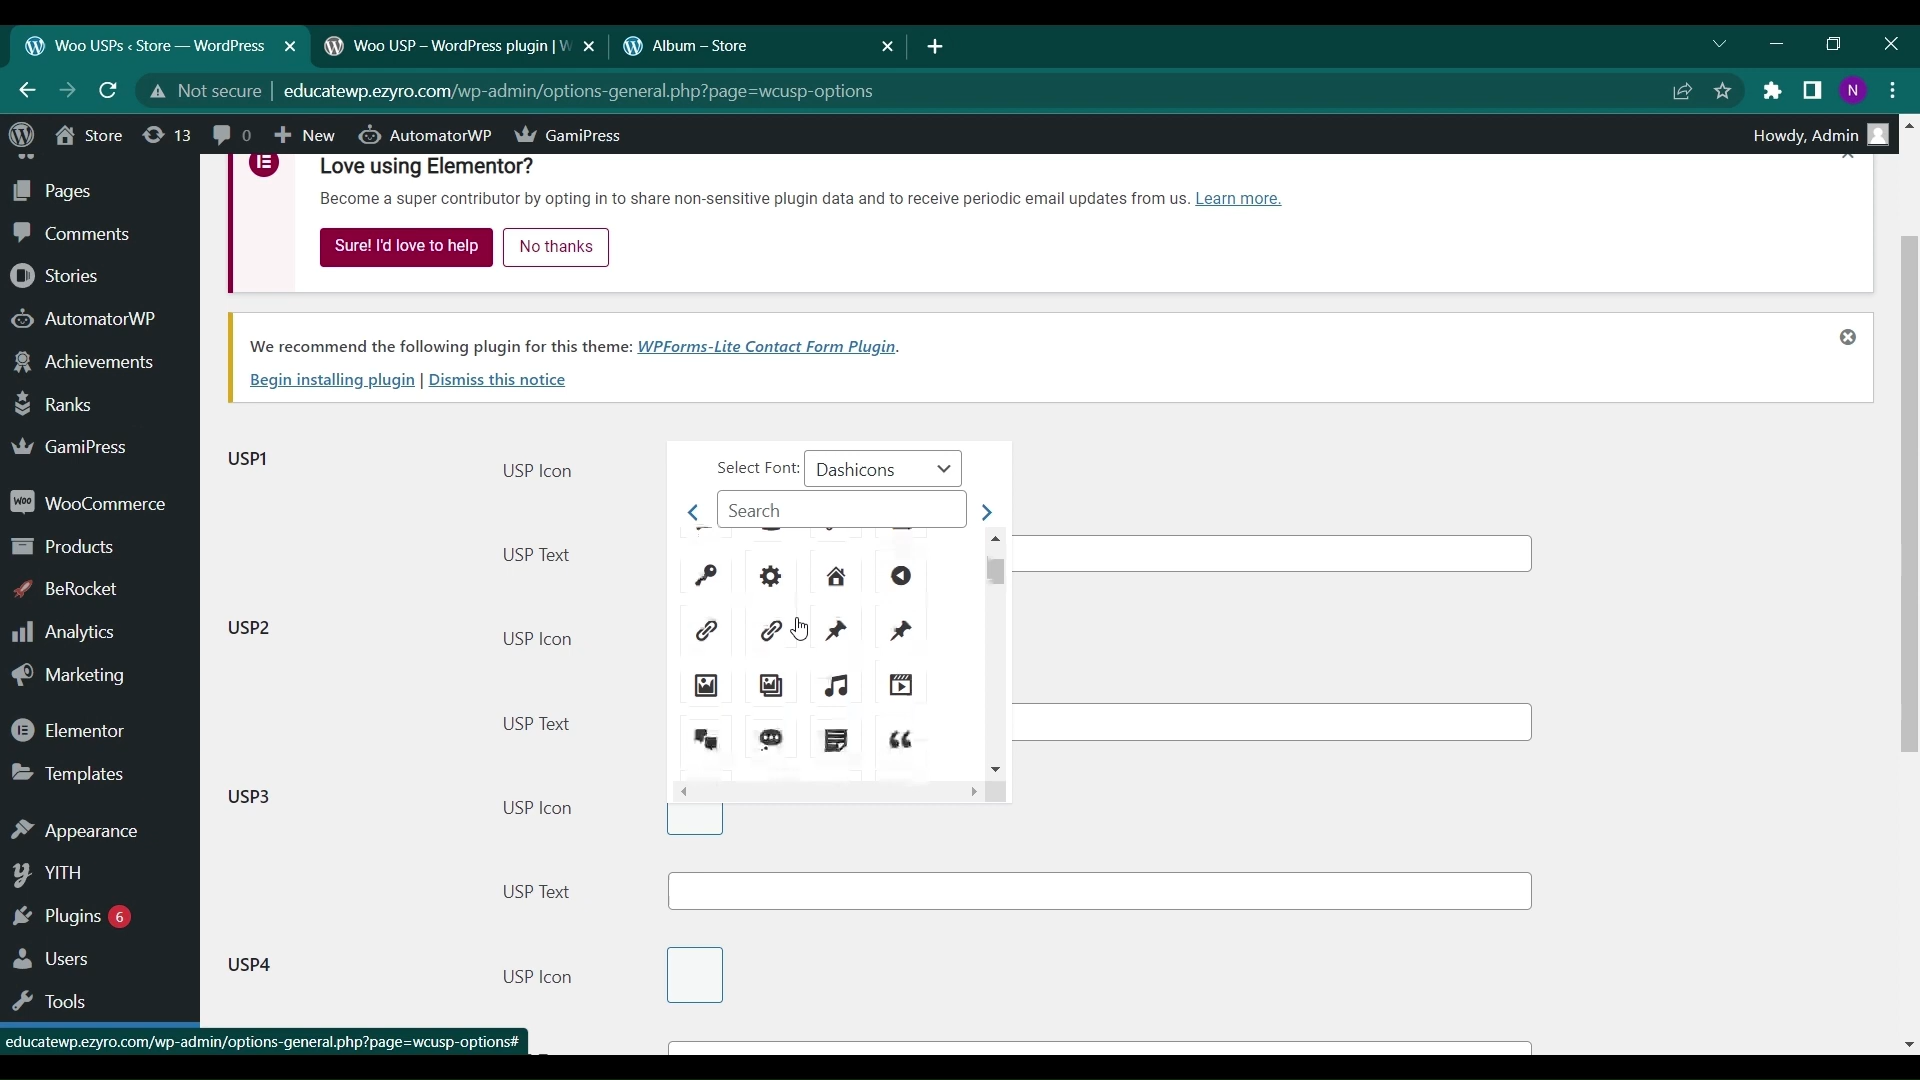 Woo USPs ‹ Store — WordPress
Woo USP – WordPress plugin | W
Album – Store
Not secure
educatewp.ezyro.com/wp-admin/options-general.php?page=wcusp-options
N
Store
13
0
New
AutomatorWP
GamiPress
Howdy, Admin
Pages
Comments
Stories
AutomatorWP
Achievements
Ranks
GamiPress
WooCommerce
Products
BeRocket
Analytics
Marketing
Elementor
Templates
Appearance
YITH
Plugins 6
Users
Tools
Love using Elementor?
Become a super contributor by opting in to share non-sensitive plugin data and to receive periodic email updates from us. Learn more.
Sure! I'd love to help
No thanks
We recommend the following plugin for this theme: WPForms-Lite Contact Form Plugin.
Begin installing plugin | Dismiss this notice
USP1
USP Icon
Select Font: Dashicons
Search
USP Text
USP2
USP Icon
USP Text
USP3
USP Icon
USP Text
USP4
USP Icon
educatewp.ezyro.com/wp-admin/options-general.php?page=wcusp-options#